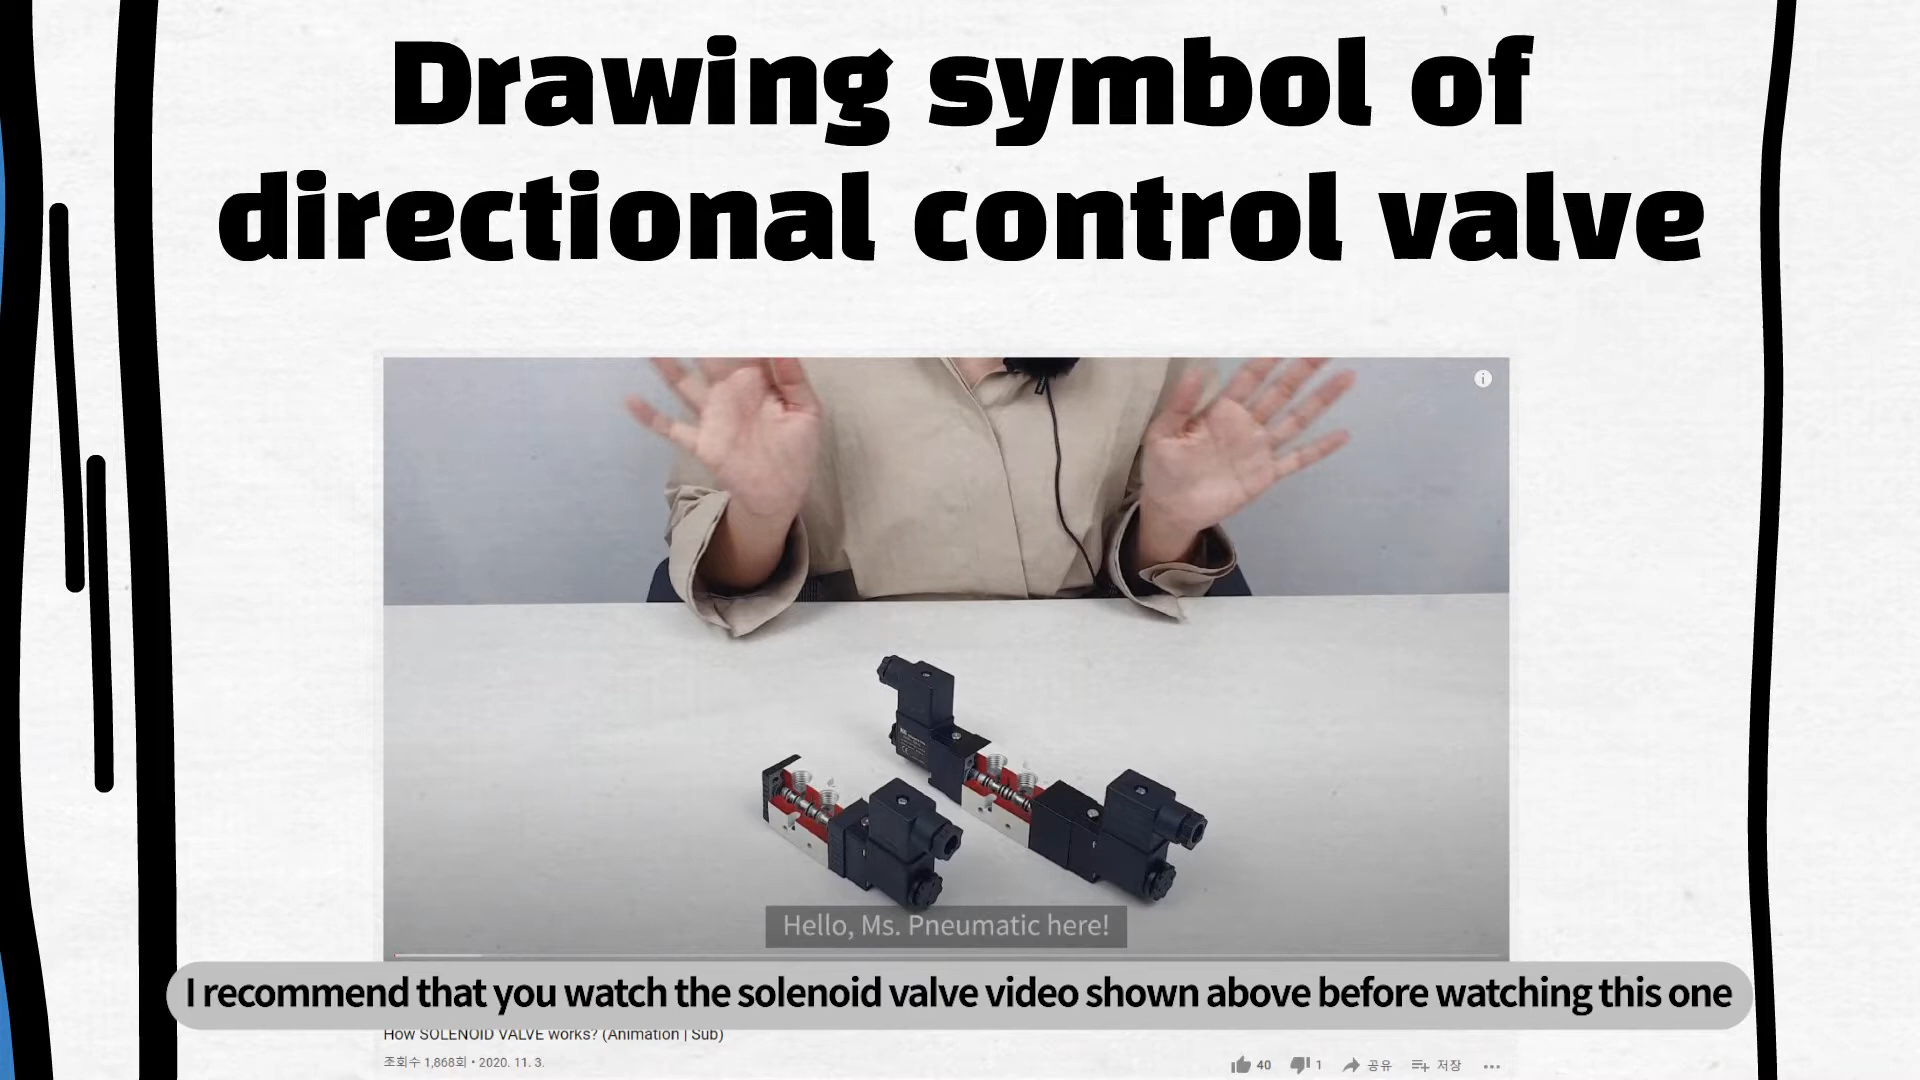 Drawing symbol of
directional control valve
Hello, Ms. Pneumatic here!
I recommend that you watch the solenoid valve video shown above before watching this one
How SOLENOID VALVE works? (Animation | Sub)
조회수 1,868회 • 2020. 11. 3.
40 1 공유 저장